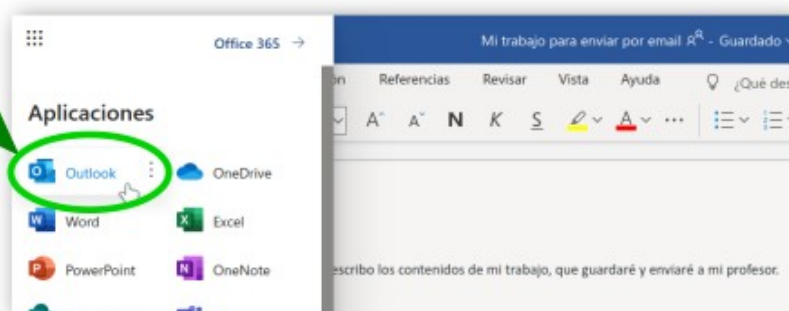 Office 365 →
Mi trabajo para enviar por email - Guardado
Referencias Revisar Vista Ayuda ¿Qué des
Aplicaciones
A A N K S A ...
Outlook OneDrive
Word Excel
PowerPoint OneNote
escribo los contenidos de mi trabajo, que guardaré y enviaré a mi profesor.